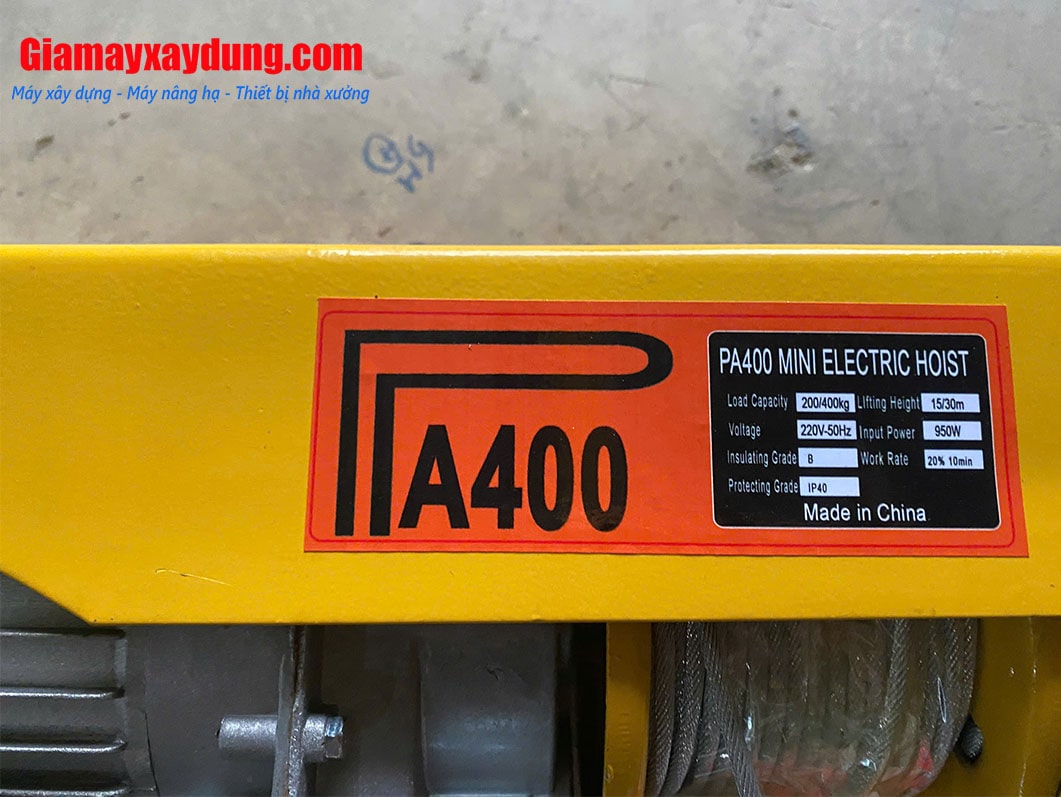 Giamayxaydung.com
Máy xây dựng - Máy nâng hạ - Thiết bị nhà xưởng
PA400
PA400 MINI ELECTRIC HOIST
Load Capacity 200/400kg Lifting Height 15/30m
Voltage 220V-50Hz Input Power 950W
Insulating Grade B Work Rate 20% 10min
Protecting Grade IP40
Made in China